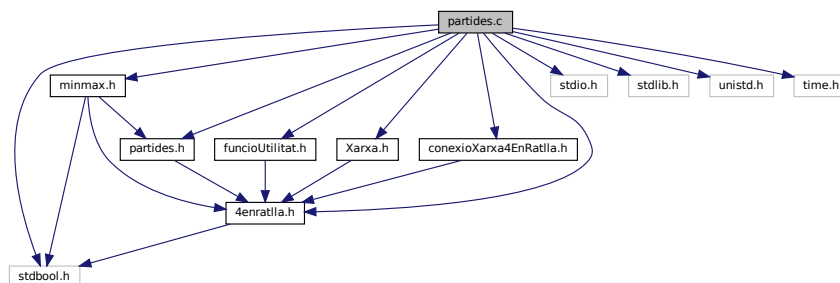 partides.c
minmax.h
stdio.h
stdlib.h
unistd.h
time.h
partides.h
funcioUtilitat.h
Xarxa.h
conexioXarxa4EnRatlla.h
4enratlla.h
stdbool.h